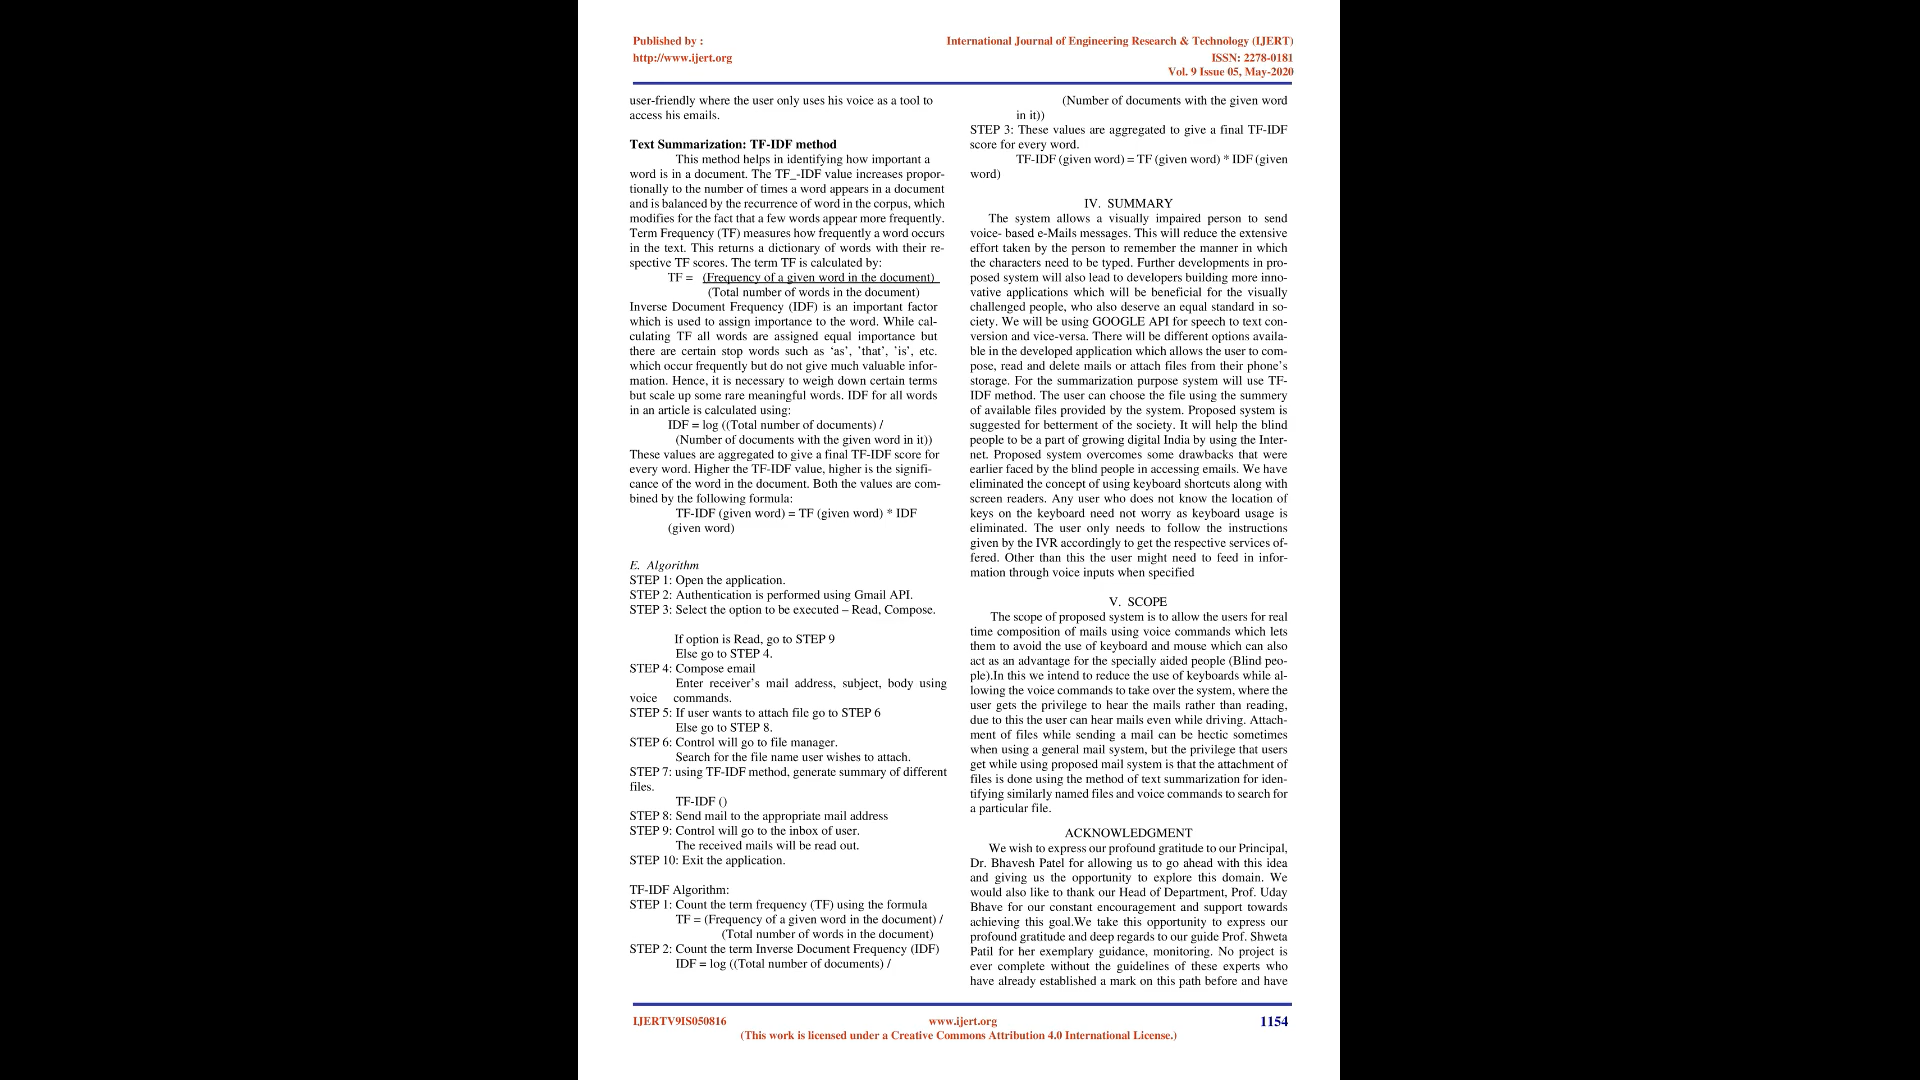 Published by :
International Journal of Engineering Research & Technology (IJERT)
http://www.ijert.org
ISSN: 2278-0181
Vol. 9 Issue 05, May-2020
user-friendly where the user only uses his voice as a tool to
access his emails.
Text Summarization: TF-IDF method
This method helps in identifying how important a
word is in a document. The TF_-IDF value increases propor-
tionally to the number of times a word appears in a document
and is balanced by the recurrence of word in the corpus, which
modifies for the fact that a few words appear more frequently.
Term Frequency (TF) measures how frequently a word occurs
in the text. This returns a dictionary of words with their re-
spective TF scores. The term TF is calculated by:
TF = (Frequency of a given word in the document)
(Total number of words in the document)
Inverse Document Frequency (IDF) is an important factor
which is used to assign importance to the word. While cal-
culating TF all words are assigned equal importance but
there are certain stop words such as ‘as’, ’that’, ’is’, etc.
which occur frequently but do not give much valuable infor-
mation. Hence, it is necessary to weigh down certain terms
but scale up some rare meaningful words. IDF for all words
in an article is calculated using:
IDF = log ((Total number of documents) /
(Number of documents with the given word in it))
These values are aggregated to give a final TF-IDF score for
every word. Higher the TF-IDF value, higher is the signifi-
cance of the word in the document. Both the values are com-
bined by the following formula:
TF-IDF (given word) = TF (given word) * IDF
(given word)
E. Algorithm
STEP 1: Open the application.
STEP 2: Authentication is performed using Gmail API.
STEP 3: Select the option to be executed – Read, Compose.
If option is Read, go to STEP 9
Else go to STEP 4.
STEP 4: Compose email
Enter receiver’s mail address, subject, body using
voice commands.
STEP 5: If user wants to attach file go to STEP 6
Else go to STEP 8.
STEP 6: Control will go to file manager.
Search for the file name user wishes to attach.
STEP 7: using TF-IDF method, generate summary of different
files.
TF-IDF ()
STEP 8: Send mail to the appropriate mail address
STEP 9: Control will go to the inbox of user.
The received mails will be read out.
STEP 10: Exit the application.
TF-IDF Algorithm:
STEP 1: Count the term frequency (TF) using the formula
TF = (Frequency of a given word in the document) /
(Total number of words in the document)
STEP 2: Count the term Inverse Document Frequency (IDF)
IDF = log ((Total number of documents) /
(Number of documents with the given word
in it))
STEP 3: These values are aggregated to give a final TF-IDF
score for every word.
TF-IDF (given word) = TF (given word) * IDF (given
word)
IV. SUMMARY
The system allows a visually impaired person to send
voice- based e-Mails messages. This will reduce the extensive
effort taken by the person to remember the manner in which
the characters need to be typed. Further developments in pro-
posed system will also lead to developers building more inno-
vative applications which will be beneficial for the visually
challenged people, who also deserve an equal standard in so-
ciety. We will be using GOOGLE API for speech to text con-
version and vice-versa. There will be different options availa-
ble in the developed application which allows the user to com-
pose, read and delete mails or attach files from their phone’s
storage. For the summarization purpose system will use TF-
IDF method. The user can choose the file using the summery
of available files provided by the system. Proposed system is
suggested for betterment of the society. It will help the blind
people to be a part of growing digital India by using the Inter-
net. Proposed system overcomes some drawbacks that were
earlier faced by the blind people in accessing emails. We have
eliminated the concept of using keyboard shortcuts along with
screen readers. Any user who does not know the location of
keys on the keyboard need not worry as keyboard usage is
eliminated. The user only needs to follow the instructions
given by the IVR accordingly to get the respective services of-
fered. Other than this the user might need to feed in infor-
mation through voice inputs when specified
V. SCOPE
The scope of proposed system is to allow the users for real
time composition of mails using voice commands which lets
them to avoid the use of keyboard and mouse which can also
act as an advantage for the specially aided people (Blind peo-
ple).In this we intend to reduce the use of keyboards while al-
lowing the voice commands to take over the system, where the
user gets the privilege to hear the mails rather than reading,
due to this the user can hear mails even while driving. Attach-
ment of files while sending a mail can be hectic sometimes
when using a general mail system, but the privilege that users
get while using proposed mail system is that the attachment of
files is done using the method of text summarization for iden-
tifying similarly named files and voice commands to search for
a particular file.
ACKNOWLEDGMENT
We wish to express our profound gratitude to our Principal,
Dr. Bhavesh Patel for allowing us to go ahead with this idea
and giving us the opportunity to explore this domain. We
would also like to thank our Head of Department, Prof. Uday
Bhave for our constant encouragement and support towards
achieving this goal.We take this opportunity to express our
profound gratitude and deep regards to our guide Prof. Shweta
Patil for her exemplary guidance, monitoring. No project is
ever complete without the guidelines of these experts who
have already established a mark on this path before and have
IJERTV9IS050816
www.ijert.org
1154
(This work is licensed under a Creative Commons Attribution 4.0 International License.)